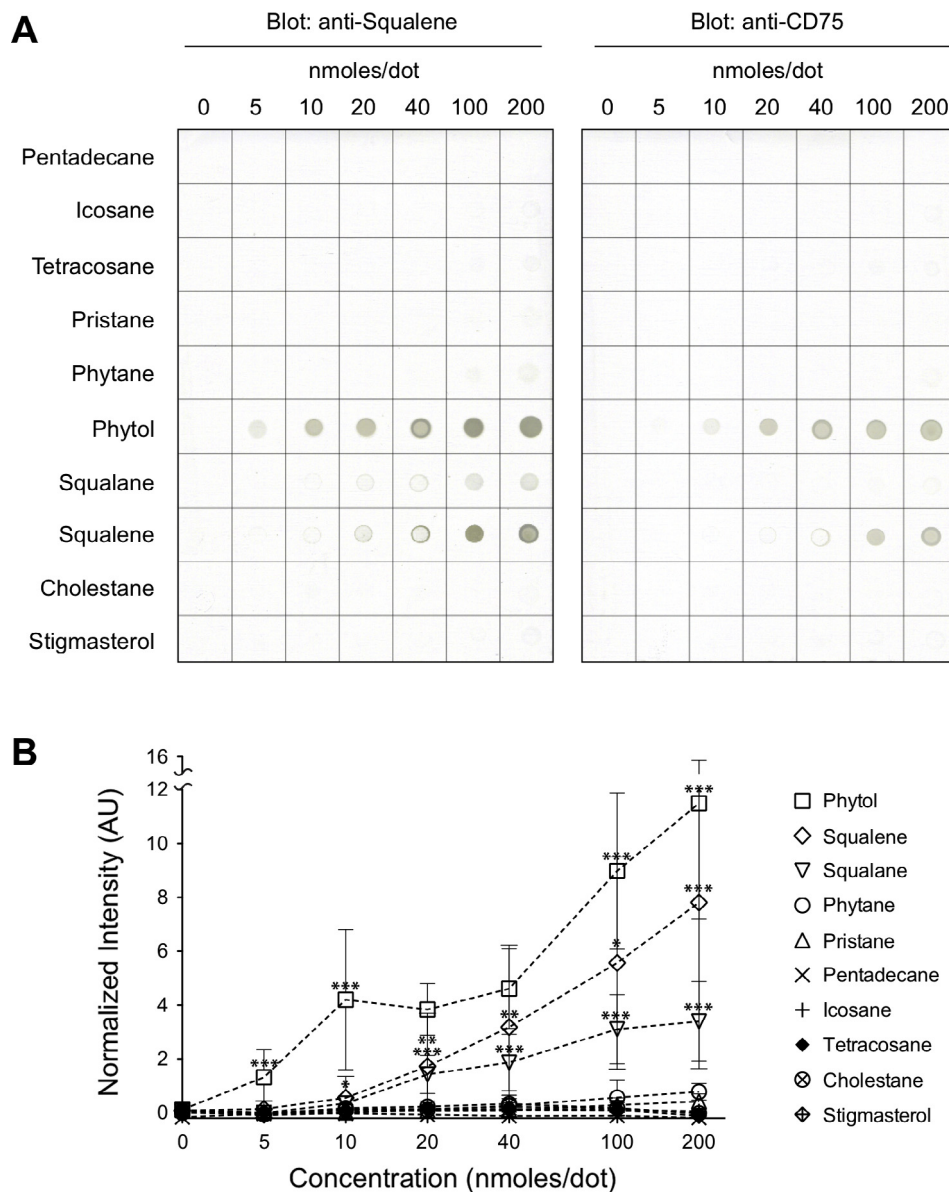 A
Blot: anti-Squalene Blot: anti-CD75
nmoles/dot nmoles/dot
0 5 10 20 40 100 200 0 5 10 20 40 100 200
Pentadecane
Icosane
Tetracosane
Pristane
Phytane
Phytol
Squalane
Squalene
Cholestane
Stigmasterol
B
Normalized Intensity (AU)
16
12
10
8
6
4
2
0
*** *** *** ***
*** * ** * ***
** *** *** *** ***
0 5 10 20 40 100 200
Concentration (nmoles/dot)
Phytol
Squalene
Squalane
Phytane
Pristane
Pentadecane
Icosane
Tetracosane
Cholestane
Stigmasterol